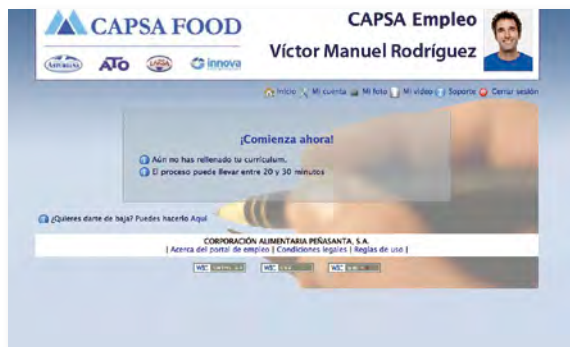 CAPSA FOOD
CAPSA Empleo
Víctor Manuel Rodríguez
ATO
innova
Inicio Mi cuenta Mi foto Mi video Soporte Cerrar sesión
¡Comienza ahora!
Aún no has rellenado tu curriculum.
El proceso puede llevar entre 20 y 30 minutos
¿Quieres darte de baja? Puedes hacerlo Aquí
CORPORACIÓN ALIMENTARIA PEÑASANTA, S.A.
| Acerca del portal de empleo | Condiciones legales | Reglas de uso |
W3C
W3C
W3C